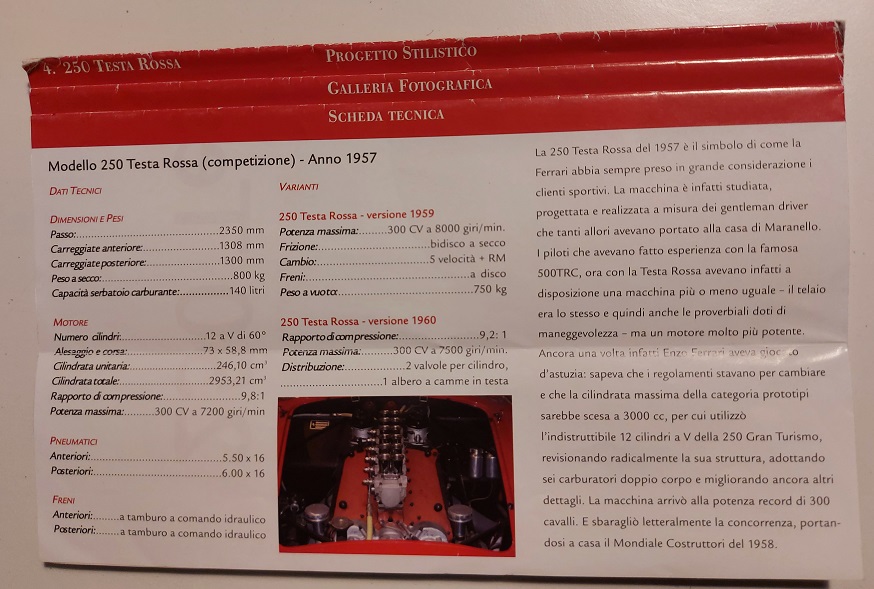 4. 250 Testa Rossa
Progetto Stilistico
Galleria Fotografica
Scheda tecnica
Modello 250 Testa Rossa (competizione) - Anno 1957
Dati Tecnici
Dimensioni e Pesi
Passo:...2350 mm
Carreggiate anteriore:...1308 mm
Carreggiate posteriore:...1300 mm
Peso a secco:...800 kg
Capacità serbatoio carburante:...140 litri
Motore
Numero cilindri:...12 a V di 60°
Alesaggio e corsa:...73 x 58,8 mm
Cilindrata unitaria:...246,10 cm³
Cilindrata totale:...2953,21 cm³
Rapporto di compressione:...9,8:1
Potenza massima:...300 CV a 7200 giri/min
Pneumatici
Anteriori:...5.50 x 16
Posteriori:...6.00 x 16
Freni
Anteriori:...a tamburo a comando idraulico
Posteriori:...a tamburo a comando idraulico
Varianti
250 Testa Rossa - versione 1959
Potenza massima:...300 CV a 8000 giri/min.
Frizione:...bidisco a secco
Cambio:...5 velocità + RM
Freni:...a disco
Peso a vuoto:...750 kg
250 Testa Rossa - versione 1960
Rapporto di compressione:...9,2: 1
Potenza massima:...300 CV a 7500 giri/min.
Distribuzione:...2 valvole per cilindro,
...1 albero a camme in testa
La 250 Testa Rossa del 1957 è il simbolo di come la
Ferrari abbia sempre preso in grande considerazione i
clienti sportivi. La macchina è infatti studiata,
progettata e realizzata a misura dei gentleman driver
che tanti allori avevano portato alla casa di Maranello.
I piloti che avevano fatto esperienza con la famosa
500TRC, ora con la Testa Rossa avevano infatti a
disposizione una macchina più o meno uguale – il telaio
era lo stesso e quindi anche le proverbiali doti di
maneggevolezza – ma un motore molto più potente.
Ancora una volta infatti Enzo Ferrari aveva
d'astuzia: sapeva che i regolamenti stavano per cambiare
e che la cilindrata massima della categoria prototipi
sarebbe scesa a 3000 cc, per cui utilizzò
l'indistruttibile 12 cilindri a V della 250 Gran Turismo,
revisionando radicalmente la sua struttura, adottando
sei carburatori doppio corpo e migliorando ancora altri
dettagli. La macchina arrivò alla potenza record di 300
cavalli. E sbaragliò letteralmente la concorrenza, portan-
dosi a casa il Mondiale Costruttori del 1958.